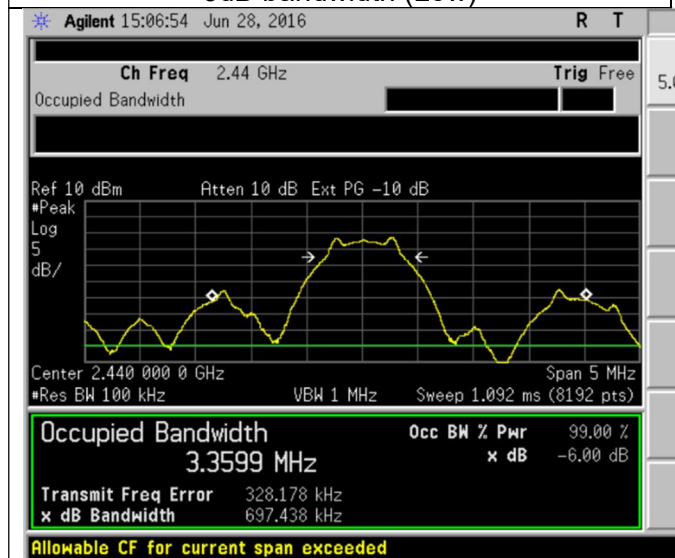 Agilent 15:06:54 Jun 28, 2016 R T
Ch Freq 2.44 GHz Trig Free
Occupied Bandwidth
Ref 10 dBm Atten 10 dB Ext PG -10 dB
#Peak
Log
5
dB/
Center 2.440 000 0 GHz Span 5 MHz
#Res BW 100 kHz VBW 1 MHz Sweep 1.092 ms (8192 pts)
Occupied Bandwidth Occ BW % Pwr 99.00 %
3.3599 MHz x dB -6.00 dB
Transmit Freq Error 328.178 kHz
x dB Bandwidth 697.438 kHz
Allowable CF for current span exceeded